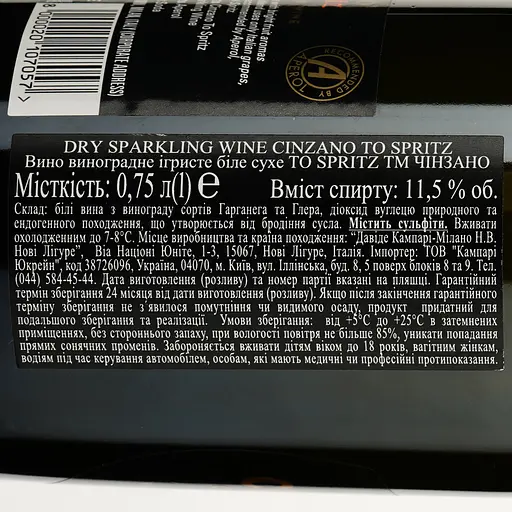 8 000020 107057 >
RECOMMENDED BY
APEROL
DRY SPARKLING WINE CINZANO TO SPRITZ
Вино виноградне ігристе біле сухе TO SPRITZ ТМ ЧІНЗАНО
Місткість: 0,75 л(l) ℮ Вміст спирту: 11,5 % об.
Склад: білі вина з винограду сортів Гарганега та Глера, діоксид вуглецю природного та
ендогенного походження, що утворюється від бродіння сусла. Містить сульфіти. Вживати
охолодженим до 7-8°С. Місце виробництва та країна походження: “Давіде Кампарі-Мілано Н.В.
Нові Лігуре”, Віа Націоні Юніте, 1-3, 15067, Нові Лігуре, Італія. Імпортер: ТОВ "Кампарі
Юкрейн", код 38726096, Україна, 04070, м. Київ, вул. Іллінська, буд. 8, 5 поверх блоків 8 та 9. Тел.
(044) 584-45-44. Дата виготовлення (розливу) та номер партії вказані на пляшці. Гарантійний
термін зберігання 24 місяця від дати виготовлення (розливу). Якщо після закінчення гарантійного
терміну зберігання не з᾽явилося помутніння чи видимого осаду, продукт придатний для
подальшого зберігання та реалізації. Умови зберігання: від +5°С до +25°С в затемнених
приміщеннях, без стороннього запаху, при вологості повітря не більше 85%, уникати попадання
прямих сонячних променів. Забороняється вживати дітям віком до 18 років, вагітним жінкам,
водіям під час керування автомобілем, особам, які мають медичні чи професійні протипоказання.